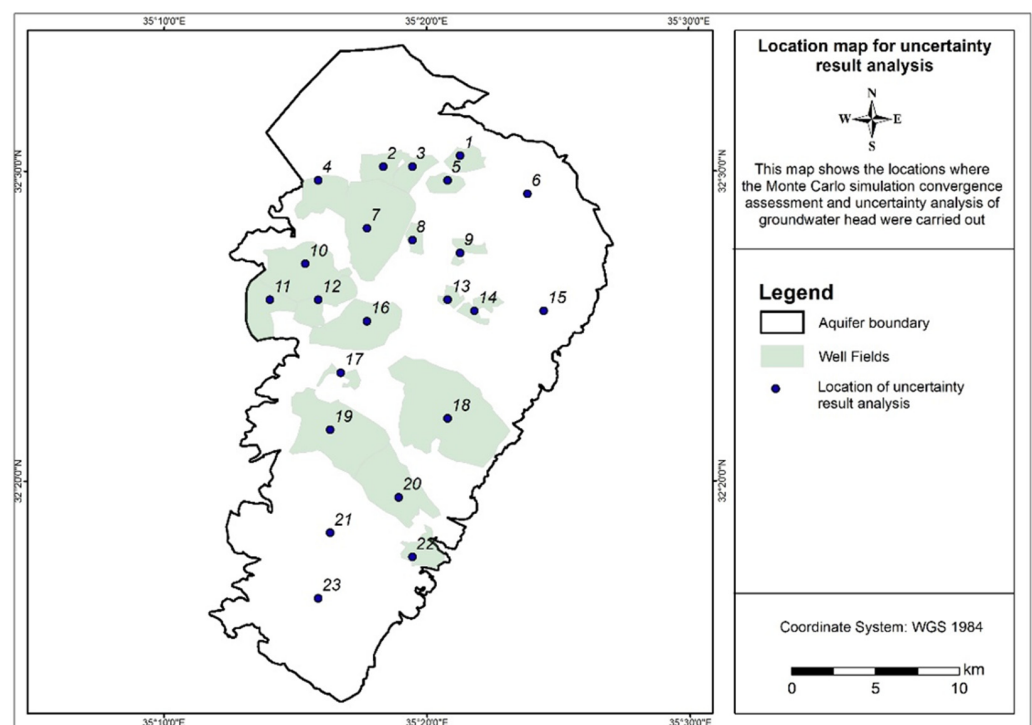 35°10'0"E 35°20'0"E 35°30'0"E
Location map for uncertainty
result analysis
N
W E
S
This map shows the locations where
the Monte Carlo simulation convergence
assessment and uncertainty analysis of
groundwater head were carried out
32°30'0"N 32°30'0"N
1
2 3
4 5
6
7
8
9
10
11 12 13
14 15
16
17
18
19
20
21
22
23
Legend
Aquifer boundary
Well Fields
Location of uncertainty
result analysis
32°20'0"N 32°20'0"N
Coordinate System: WGS 1984
km
0 5 10
35°10'0"E 35°20'0"E 35°30'0"E